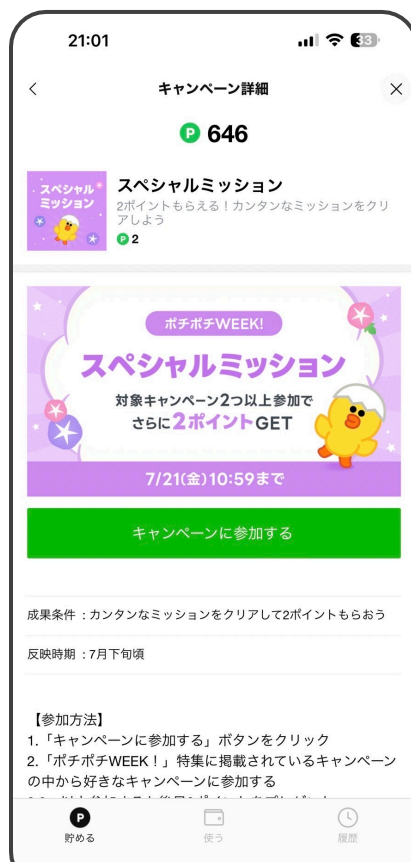 21:01
33
キャンペーン詳細
P 646
スペシャル
ミッション
スペシャルミッション
2ポイントもらえる！カンタンなミッションをクリ
アしよう
P 2
ポチポチWEEK!
スペシャルミッション
対象キャンペーン2つ以上参加で
さらに2ポイントGET
7/21(金)10:59まで
キャンペーンに参加する
成果条件 : カンタンなミッションをクリアして2ポイントもらおう
反映時期 : 7月下旬頃
【参加方法】
1.「キャンペーンに参加する」ボタンをクリック
2.「ポチポチWEEK！」特集に掲載されているキャンペーン
の中から好きなキャンペーンに参加する
P
貯める
使う
履歴